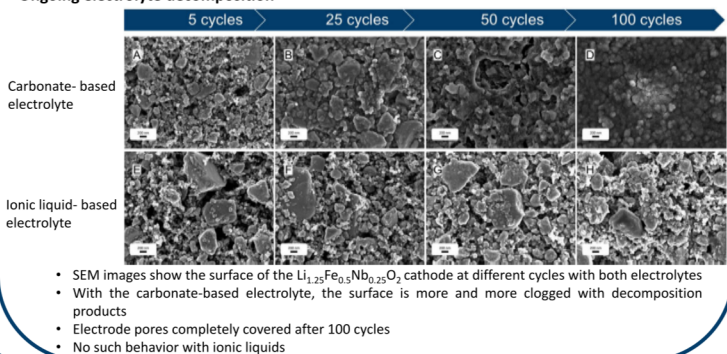 5 cycles 25 cycles 50 cycles 100 cycles
A B C D
Carbonate- based
electrolyte
E F G H
Ionic liquid- based
electrolyte
• SEM images show the surface of the Li1.25Fe0.5Nb0.25O2 cathode at different cycles with both electrolytes
• With the carbonate-based electrolyte, the surface is more and more clogged with decomposition
products
• Electrode pores completely covered after 100 cycles
• No such behavior with ionic liquids